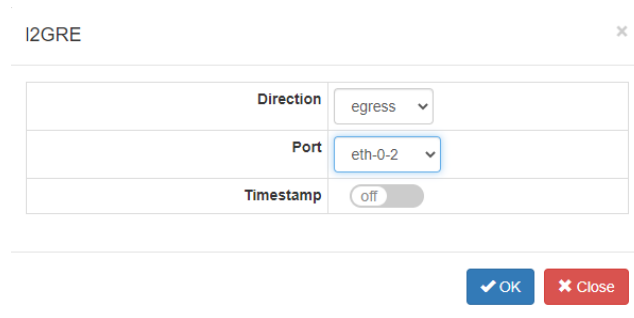 l2GRE ×
Direction egress
Port eth-0-2
Timestamp off
OK Close